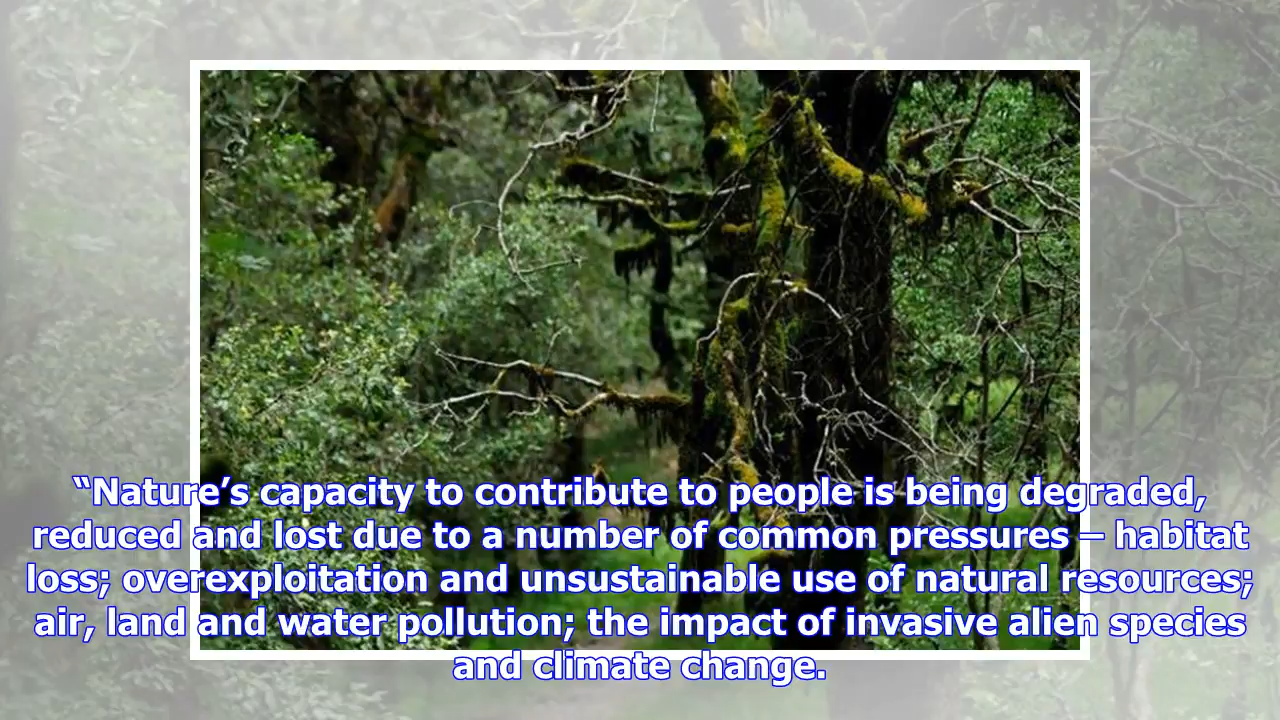 “Nature’s capacity to contribute to people is being degraded,
reduced and lost due to a number of common pressures – habitat
loss; overexploitation and unsustainable use of natural resources;
air, land and water pollution; the impact of invasive alien species
and climate change.